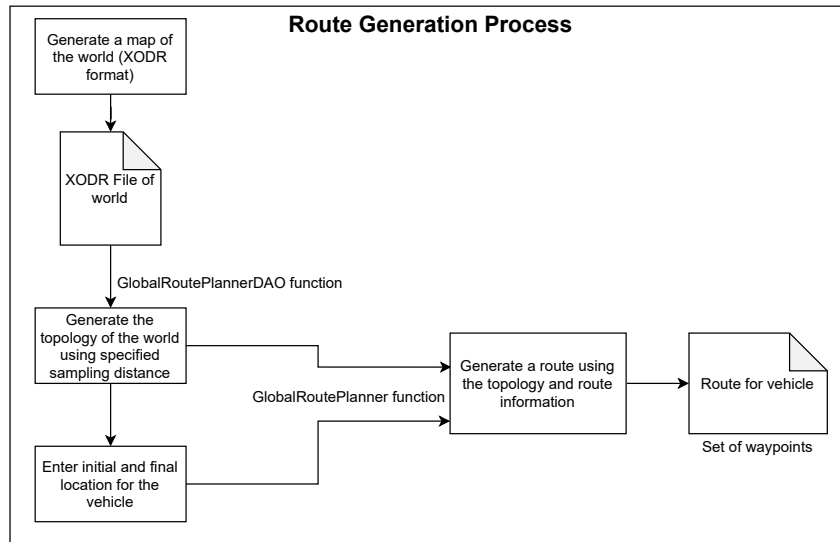 Route Generation Process
Generate a map of
the world (XODR
format)
XODR File of
world
GlobalRoutePlannerDAO function
Generate the
topology of the world
using specified
sampling distance
GlobalRoutePlanner function
Enter initial and final
location for the
vehicle
Generate a route using
the topology and route
information
Route for vehicle
Set of waypoints